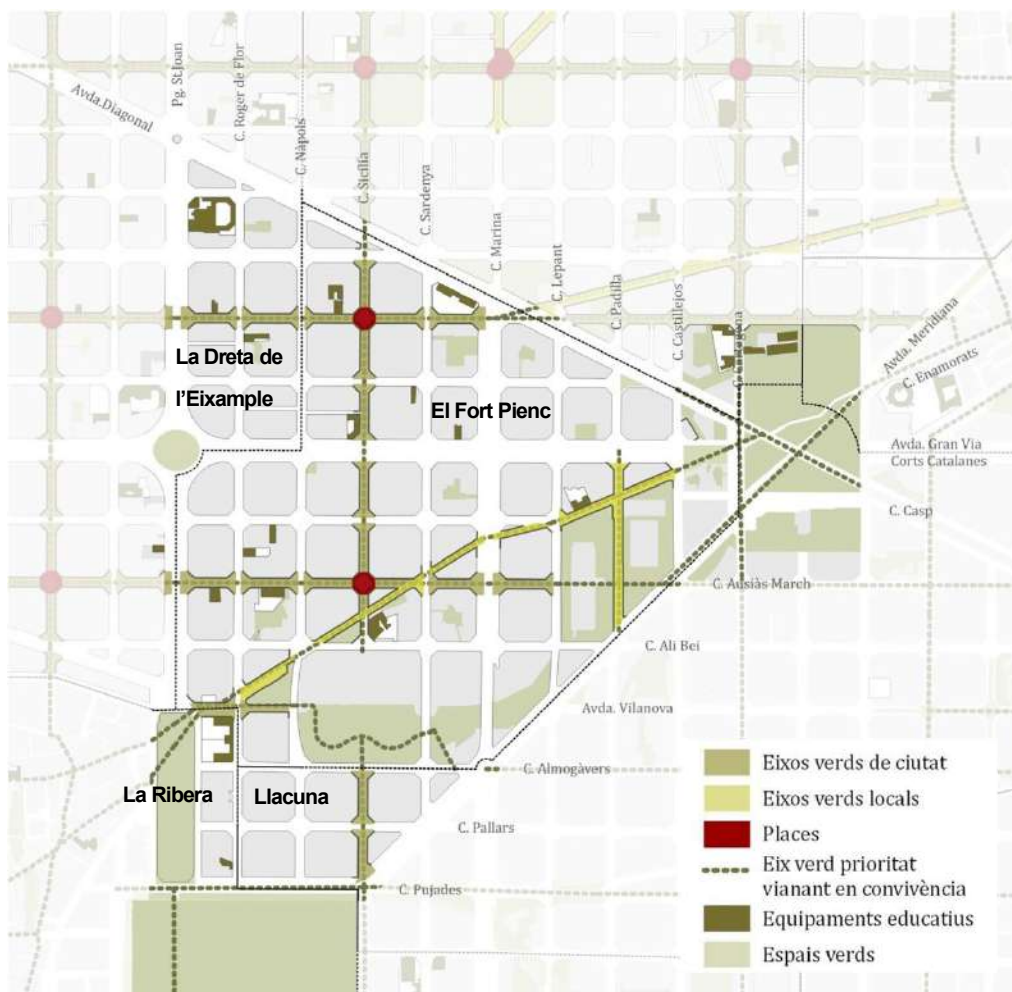 Avda.Diagonal
Pg. St.Joan
C. Roger de Flor
C. Nàpols
C. Sicília
C. Sardenya
C. Marina
C. Lepant
C. Padilla
C. Castillejos
Avda. Meridiana
C. Enamorats
La Dreta de
l'Eixample
El Fort Pienc
Avda. Gran Via
Corts Catalanes
C. Casp
C. Ausiàs March
C. Ali Bei
Avda. Vilanova
C. Almogàvers
La Ribera
Llacuna
C. Pallars
C. Pujades
Eixos verds de ciutat
Eixos verds locals
Places
Eix verd prioritat
vianant en convivència
Equipaments educatius
Espais verds